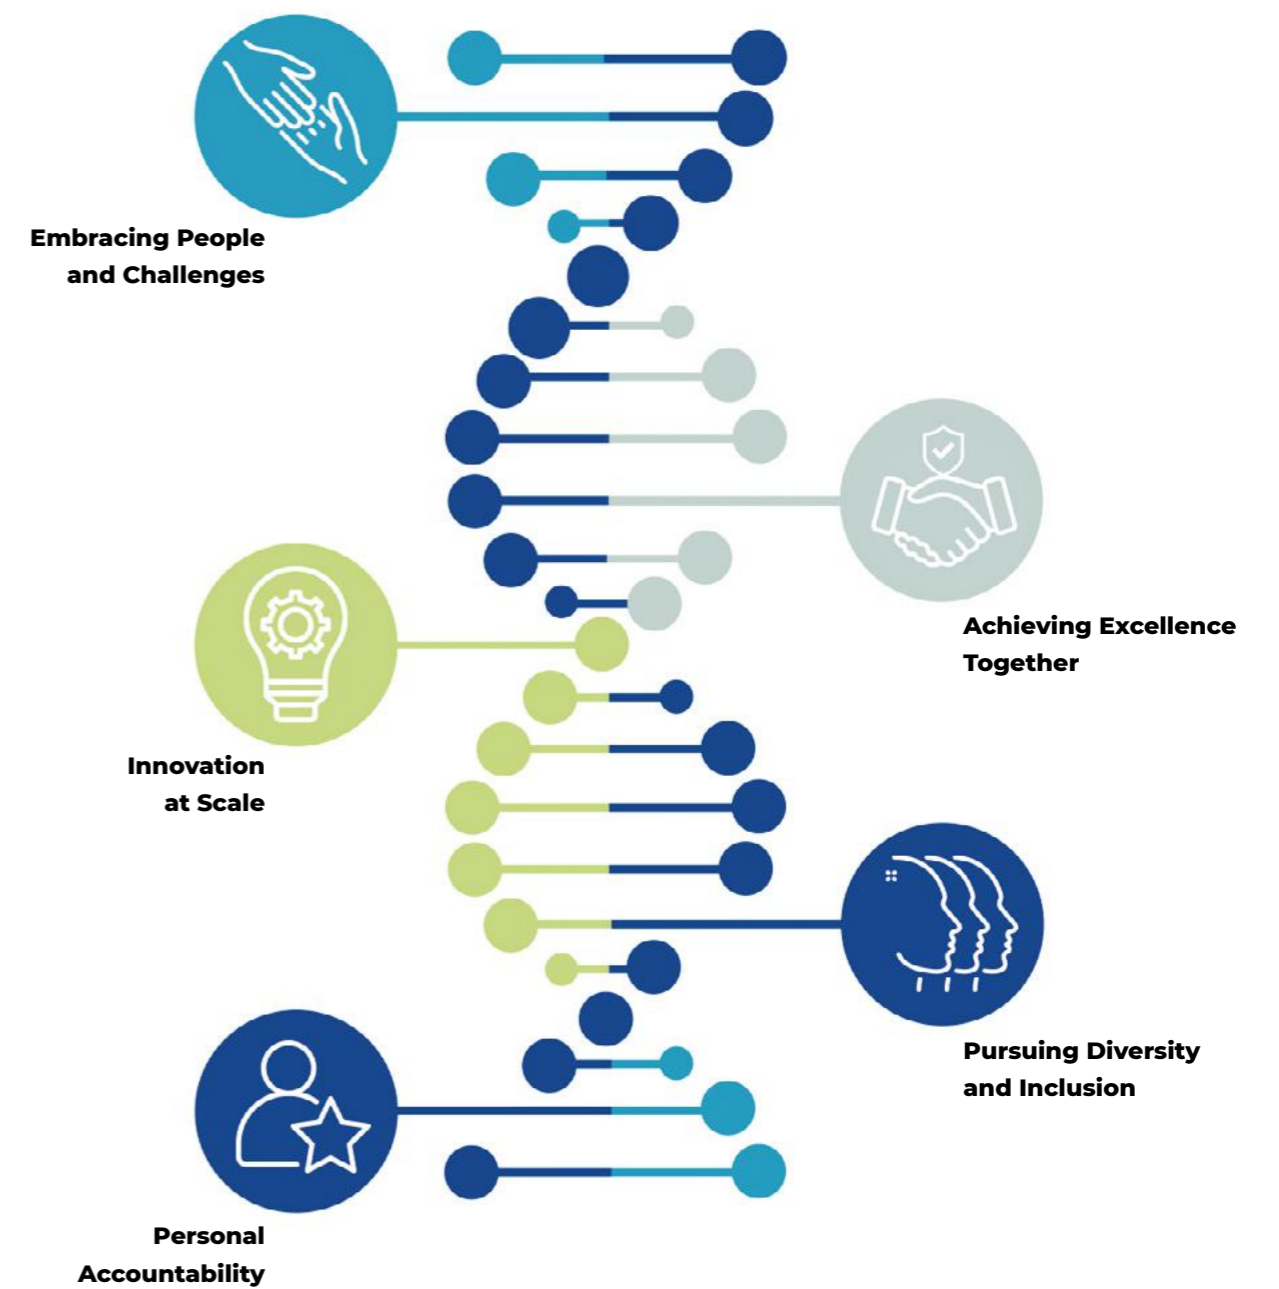 Embracing People
and Challenges
Achieving Excellence
Together
Innovation
at Scale
Pursuing Diversity
and Inclusion
Personal
Accountability